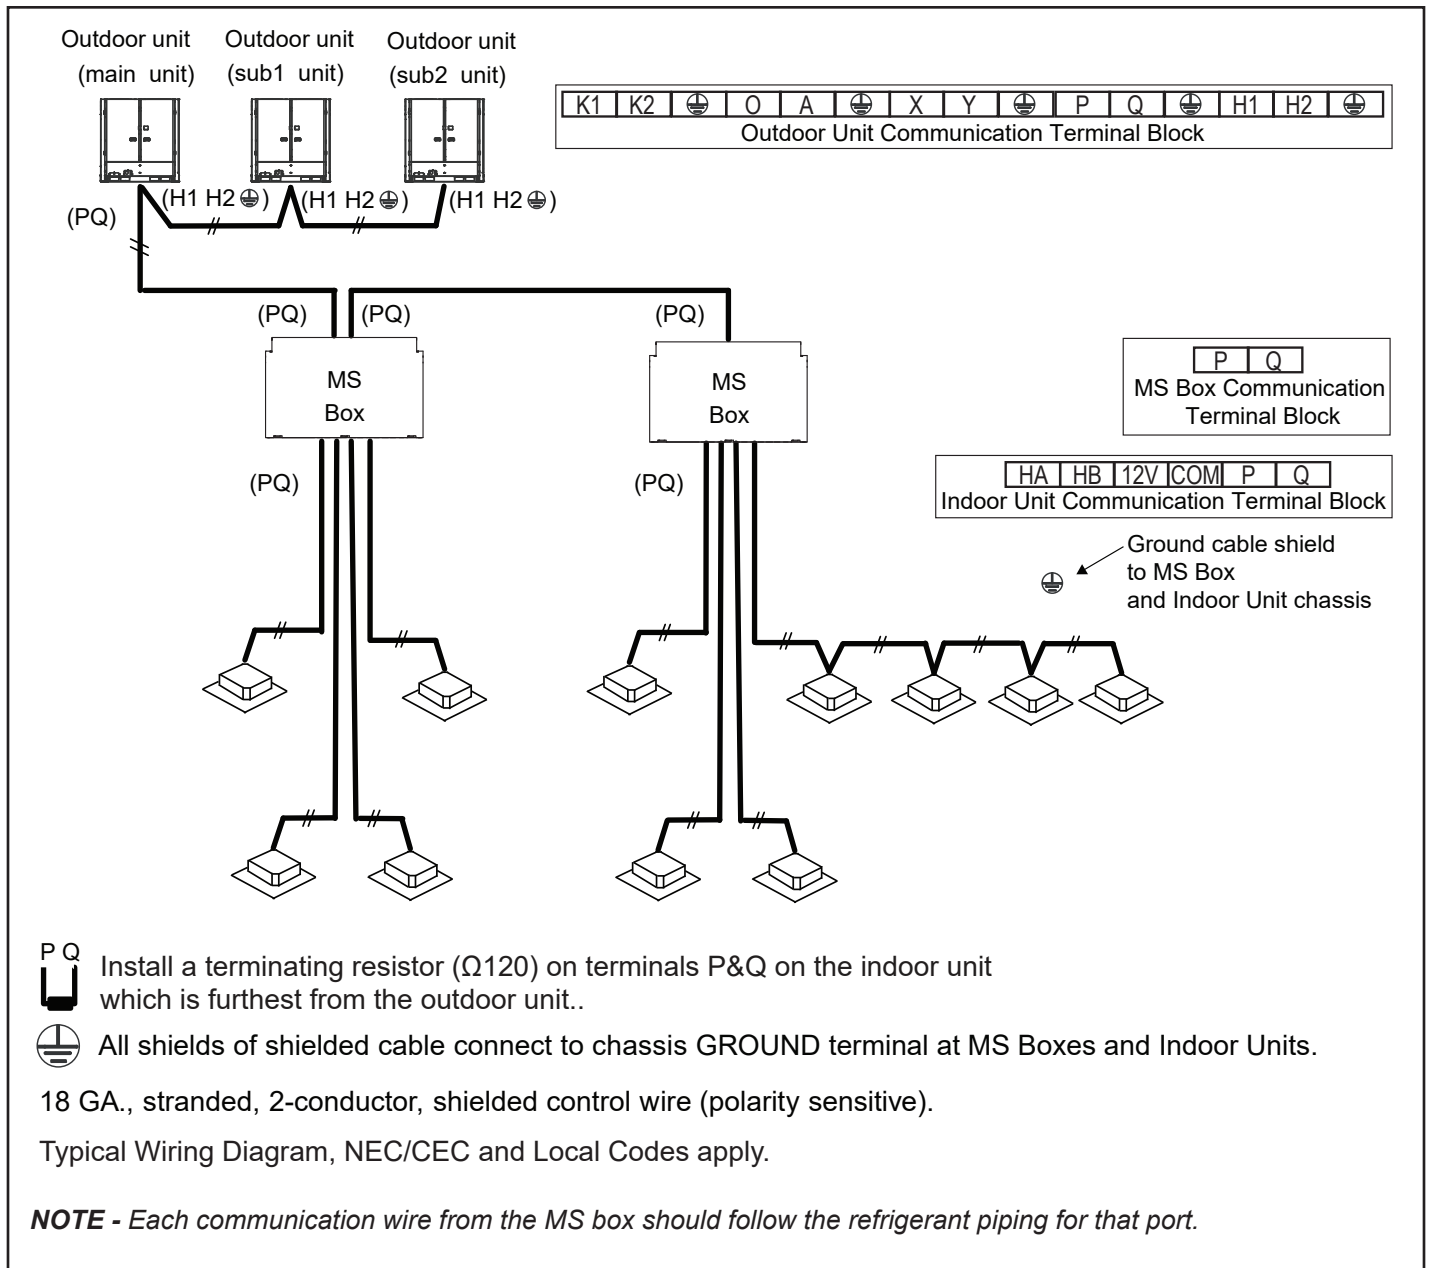 Outdoor unit
(main unit)
Outdoor unit
(sub1 unit)
Outdoor unit
(sub2 unit)
K1 K2 O A X Y P Q H1 H2
Outdoor Unit Communication Terminal Block
(PQ)
(H1 H2 ⏚)
(H1 H2 ⏚)
(H1 H2 ⏚)
(PQ)
(PQ)
(PQ)
MS
Box
MS
Box
P Q
MS Box Communication
Terminal Block
(PQ)
(PQ)
HA HB 12V COM P Q
Indoor Unit Communication Terminal Block
Ground cable shield
to MS Box
and Indoor Unit chassis
P Q
Install a terminating resistor (Ω120) on terminals P&Q on the indoor unit
which is furthest from the outdoor unit..
All shields of shielded cable connect to chassis GROUND terminal at MS Boxes and Indoor Units.
18 GA., stranded, 2-conductor, shielded control wire (polarity sensitive).
Typical Wiring Diagram, NEC/CEC and Local Codes apply.
NOTE - Each communication wire from the MS box should follow the refrigerant piping for that port.